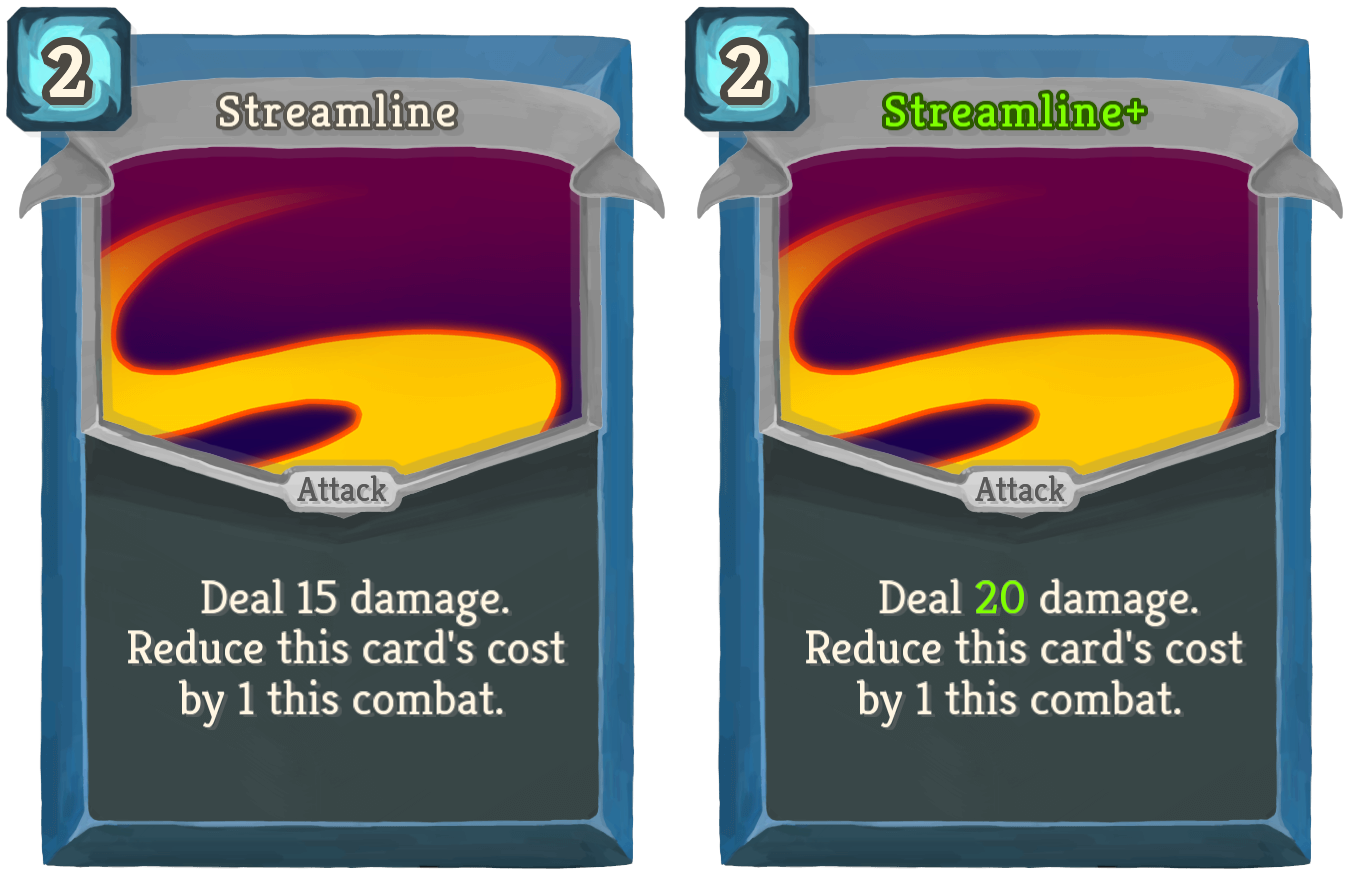 2
Streamline
Attack
Deal 15 damage.
Reduce this card's cost
by 1 this combat.
2
Streamline+
Attack
Deal 20 damage.
Reduce this card's cost
by 1 this combat.